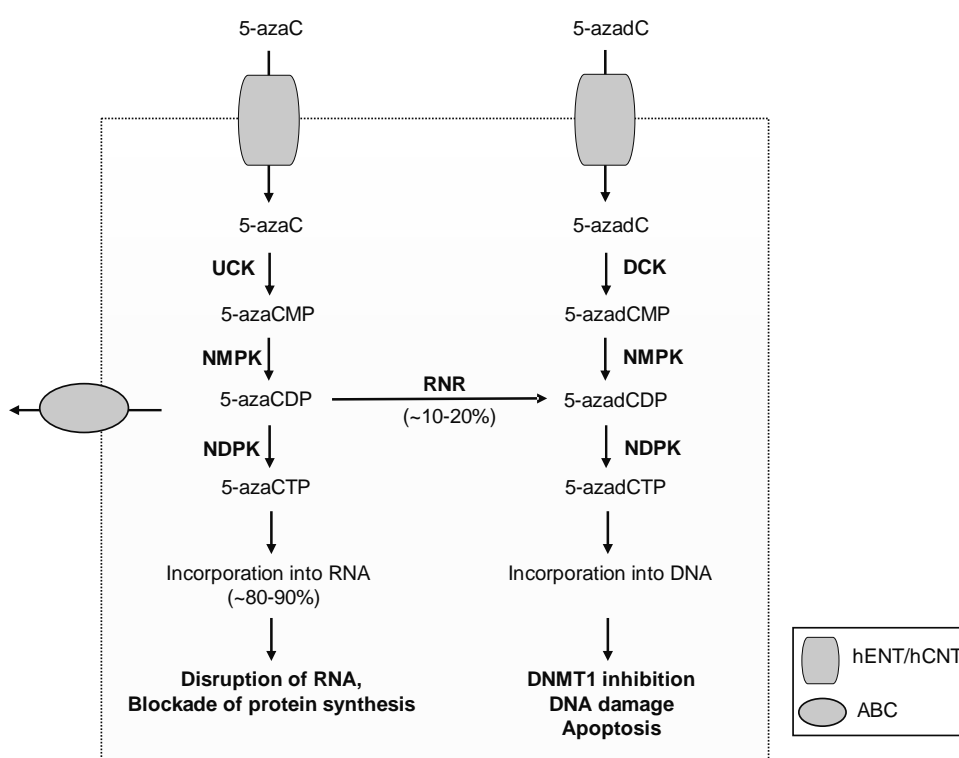 5-azaC
5-azadC
5-azaC
5-azadC
UCK
DCK
5-azaCMP
5-azadCMP
NMPK
NMPK
RNR
5-azaCDP
5-azadCDP
(~10-20%)
NDPK
NDPK
5-azaCTP
5-azadCTP
Incorporation into RNA
(~80-90%)
Incorporation into DNA
Disruption of RNA,
Blockade of protein synthesis
DNMT1 inhibition
DNA damage
Apoptosis
hENT/hCNT
ABC